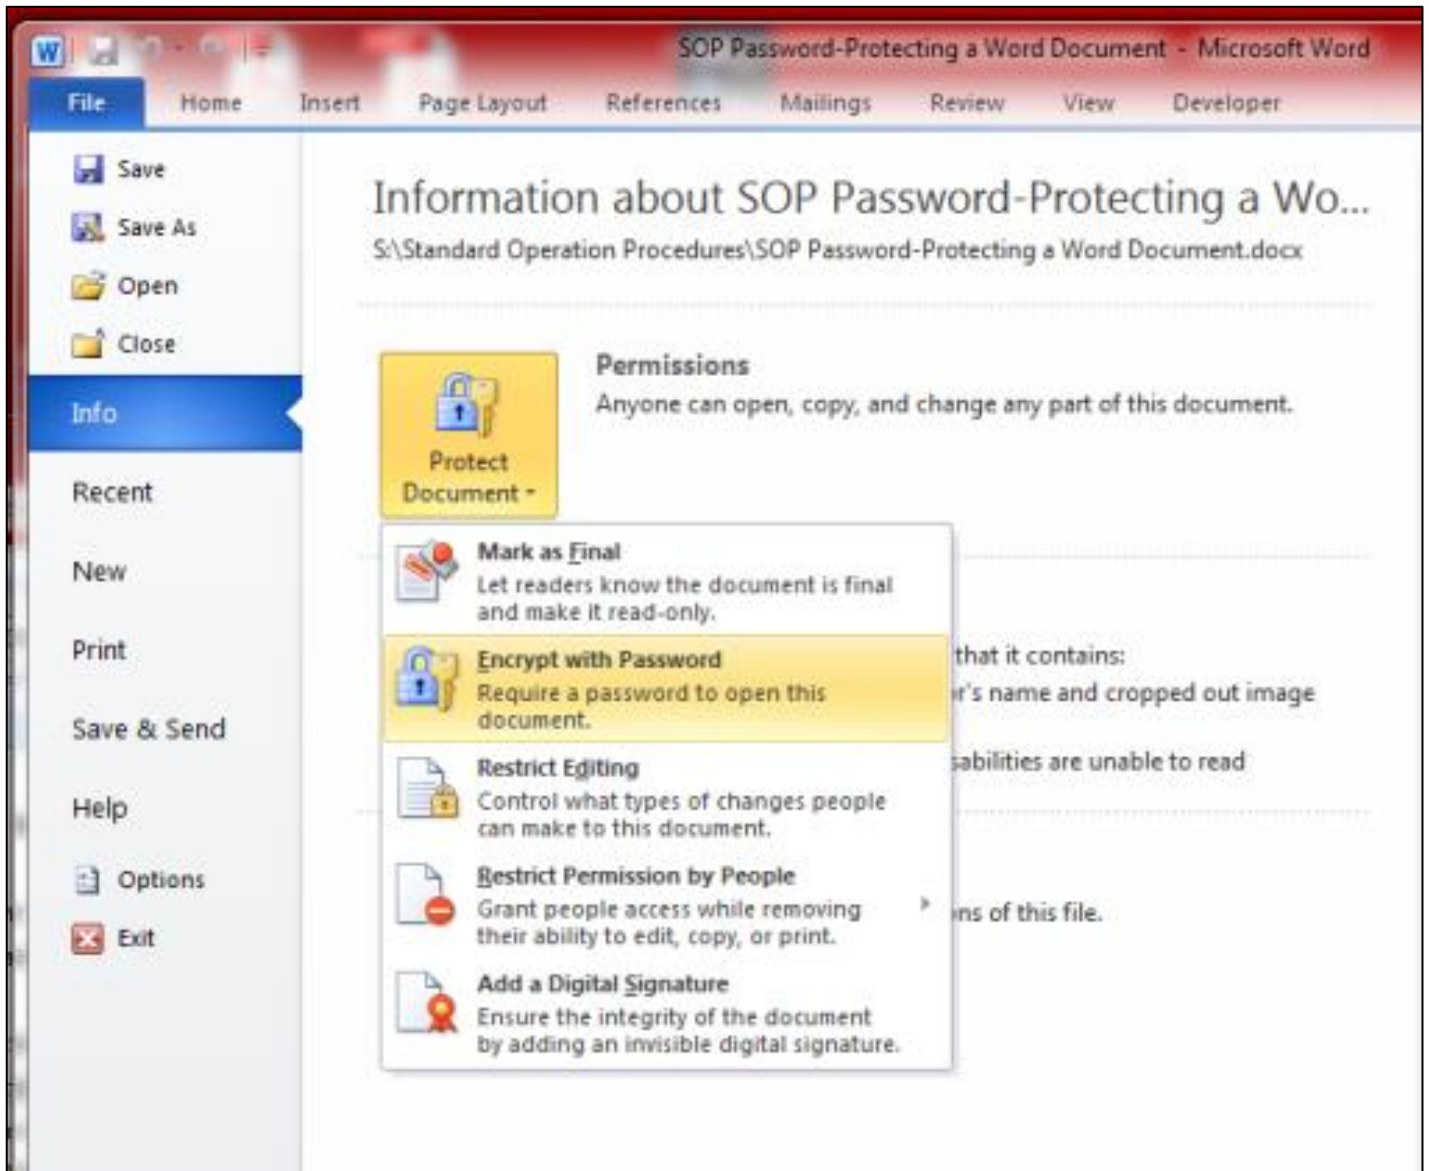 W
SOP Password-Protecting a Word Document - Microsoft Word
File Home Insert Page Layout References Mailings Review View Developer
Save
Save As
Open
Close
Info
Recent
New
Print
Save & Send
Help
Options
Exit
Information about SOP Password-Protecting a Wo...
S:\Standard Operation Procedures\SOP Password-Protecting a Word Document.docx
Protect
Document
Permissions
Anyone can open, copy, and change any part of this document.
Mark as Final
Let readers know the document is final
and make it read-only.
Encrypt with Password
Require a password to open this
document.
Restrict Editing
Control what types of changes people
can make to this document.
Restrict Permission by People
Grant people access while removing
their ability to edit, copy, or print.
Add a Digital Signature
Ensure the integrity of the document
by adding an invisible digital signature.
that it contains:
r's name and cropped out image
sabilities are unable to read
ns of this file.